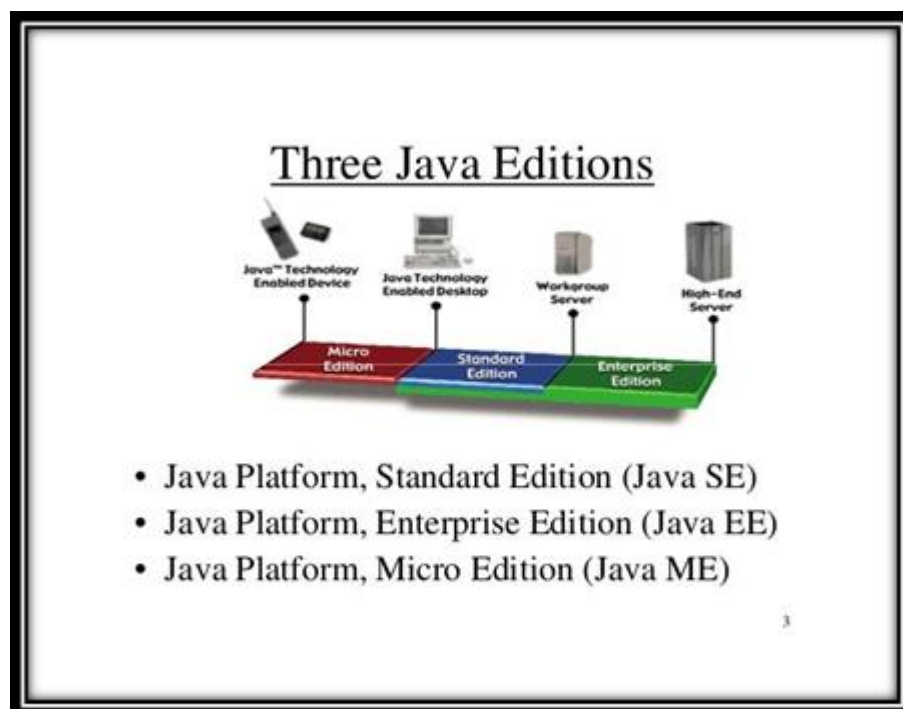 Three Java Editions
Java™ Technology
Enabled Device
Java Technology
Enabled Desktop
Workgroup
Server
High-End
Server
Micro
Edition
Standard
Edition
Enterprise
Edition
• Java Platform, Standard Edition (Java SE)
• Java Platform, Enterprise Edition (Java EE)
• Java Platform, Micro Edition (Java ME)
3